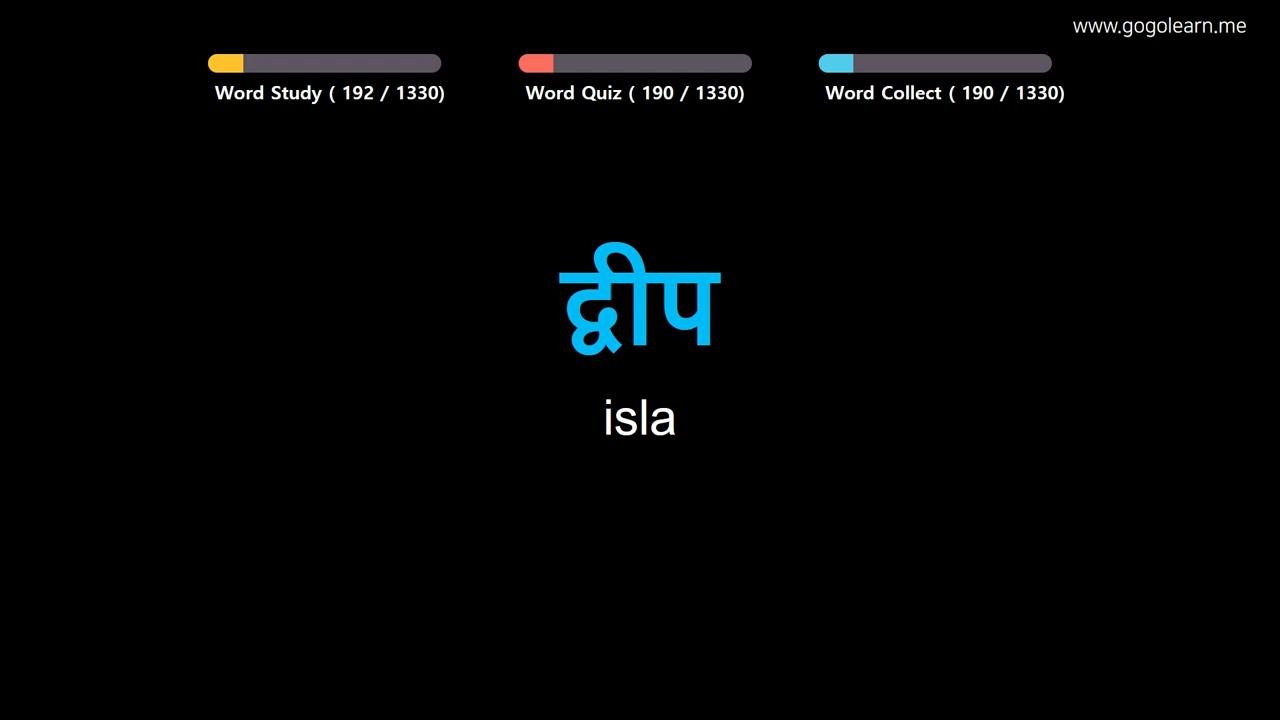 www.gogolearn.me
Word Study ( 192 / 1330)
Word Quiz ( 190 / 1330)
Word Collect ( 190 / 1330)
द्वीप
isla